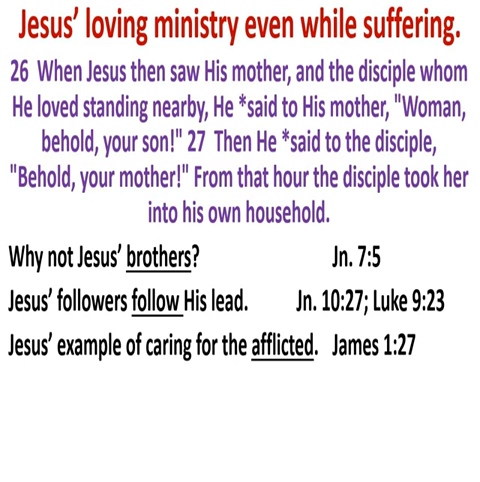 Jesus’ loving ministry even while suffering.
26  When Jesus then saw His mother, and the disciple whom
He loved standing nearby, He *said to His mother, "Woman,
behold, your son!" 27  Then He *said to the disciple,
"Behold, your mother!" From that hour the disciple took her
into his own household.
Why not Jesus’ brothers? Jn. 7:5
Jesus’ followers follow His lead. Jn. 10:27; Luke 9:23
Jesus’ example of caring for the afflicted. James 1:27